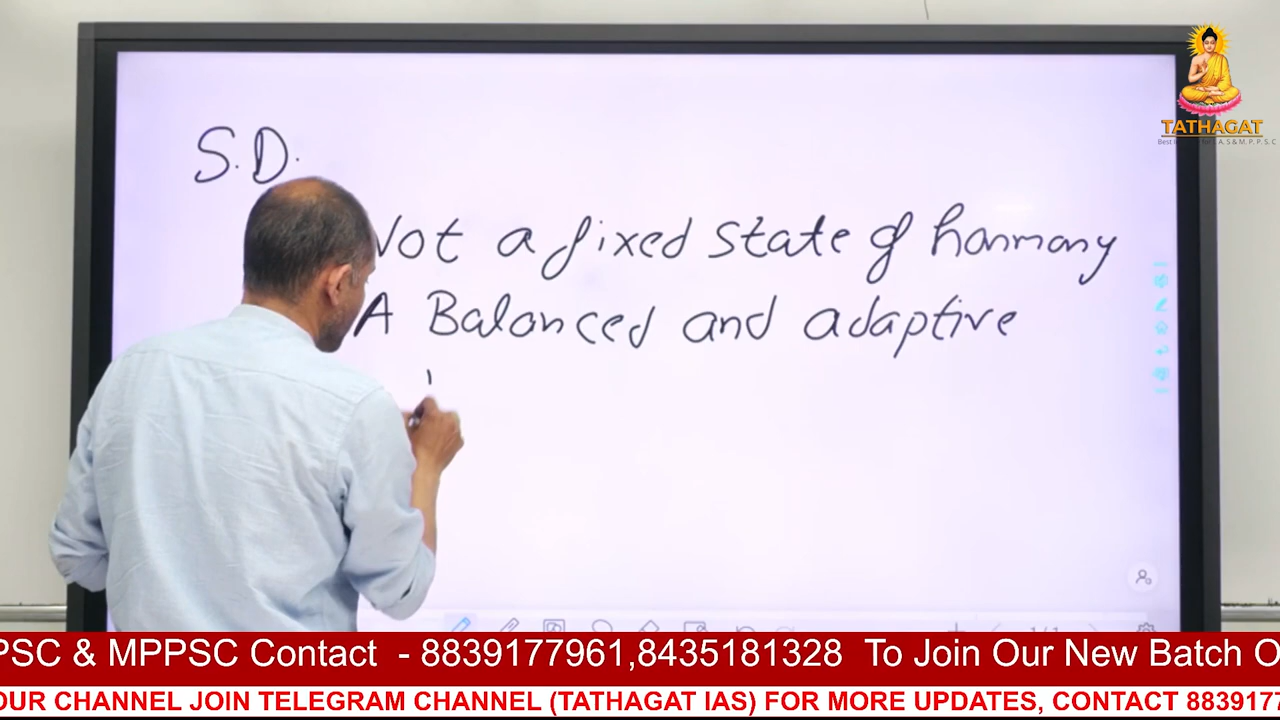 S.D.
Not a fixed state of harmony
A Balanced and adaptive
TATHAGAT
PSC & MPPSC Contact - 8839177961,8435181328 To Join Our New Batch O
OUR CHANNEL JOIN TELEGRAM CHANNEL (TATHAGAT IAS) FOR MORE UPDATES, CONTACT 8839177